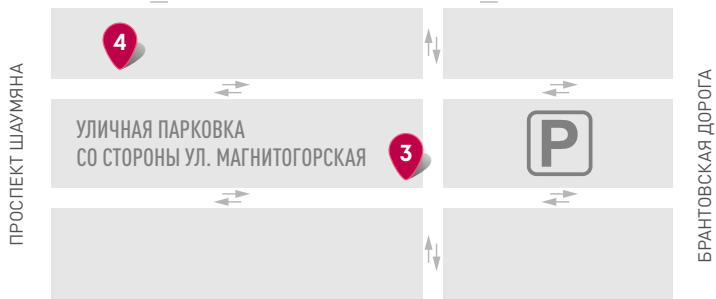 4
ПРОСПЕКТ ШАУМЯНА
УЛИЧНАЯ ПАРКОВКА
СО СТОРОНЫ УЛ. МАГНИТОГОРСКАЯ
3
P
БРАНТОВСКАЯ ДОРОГА